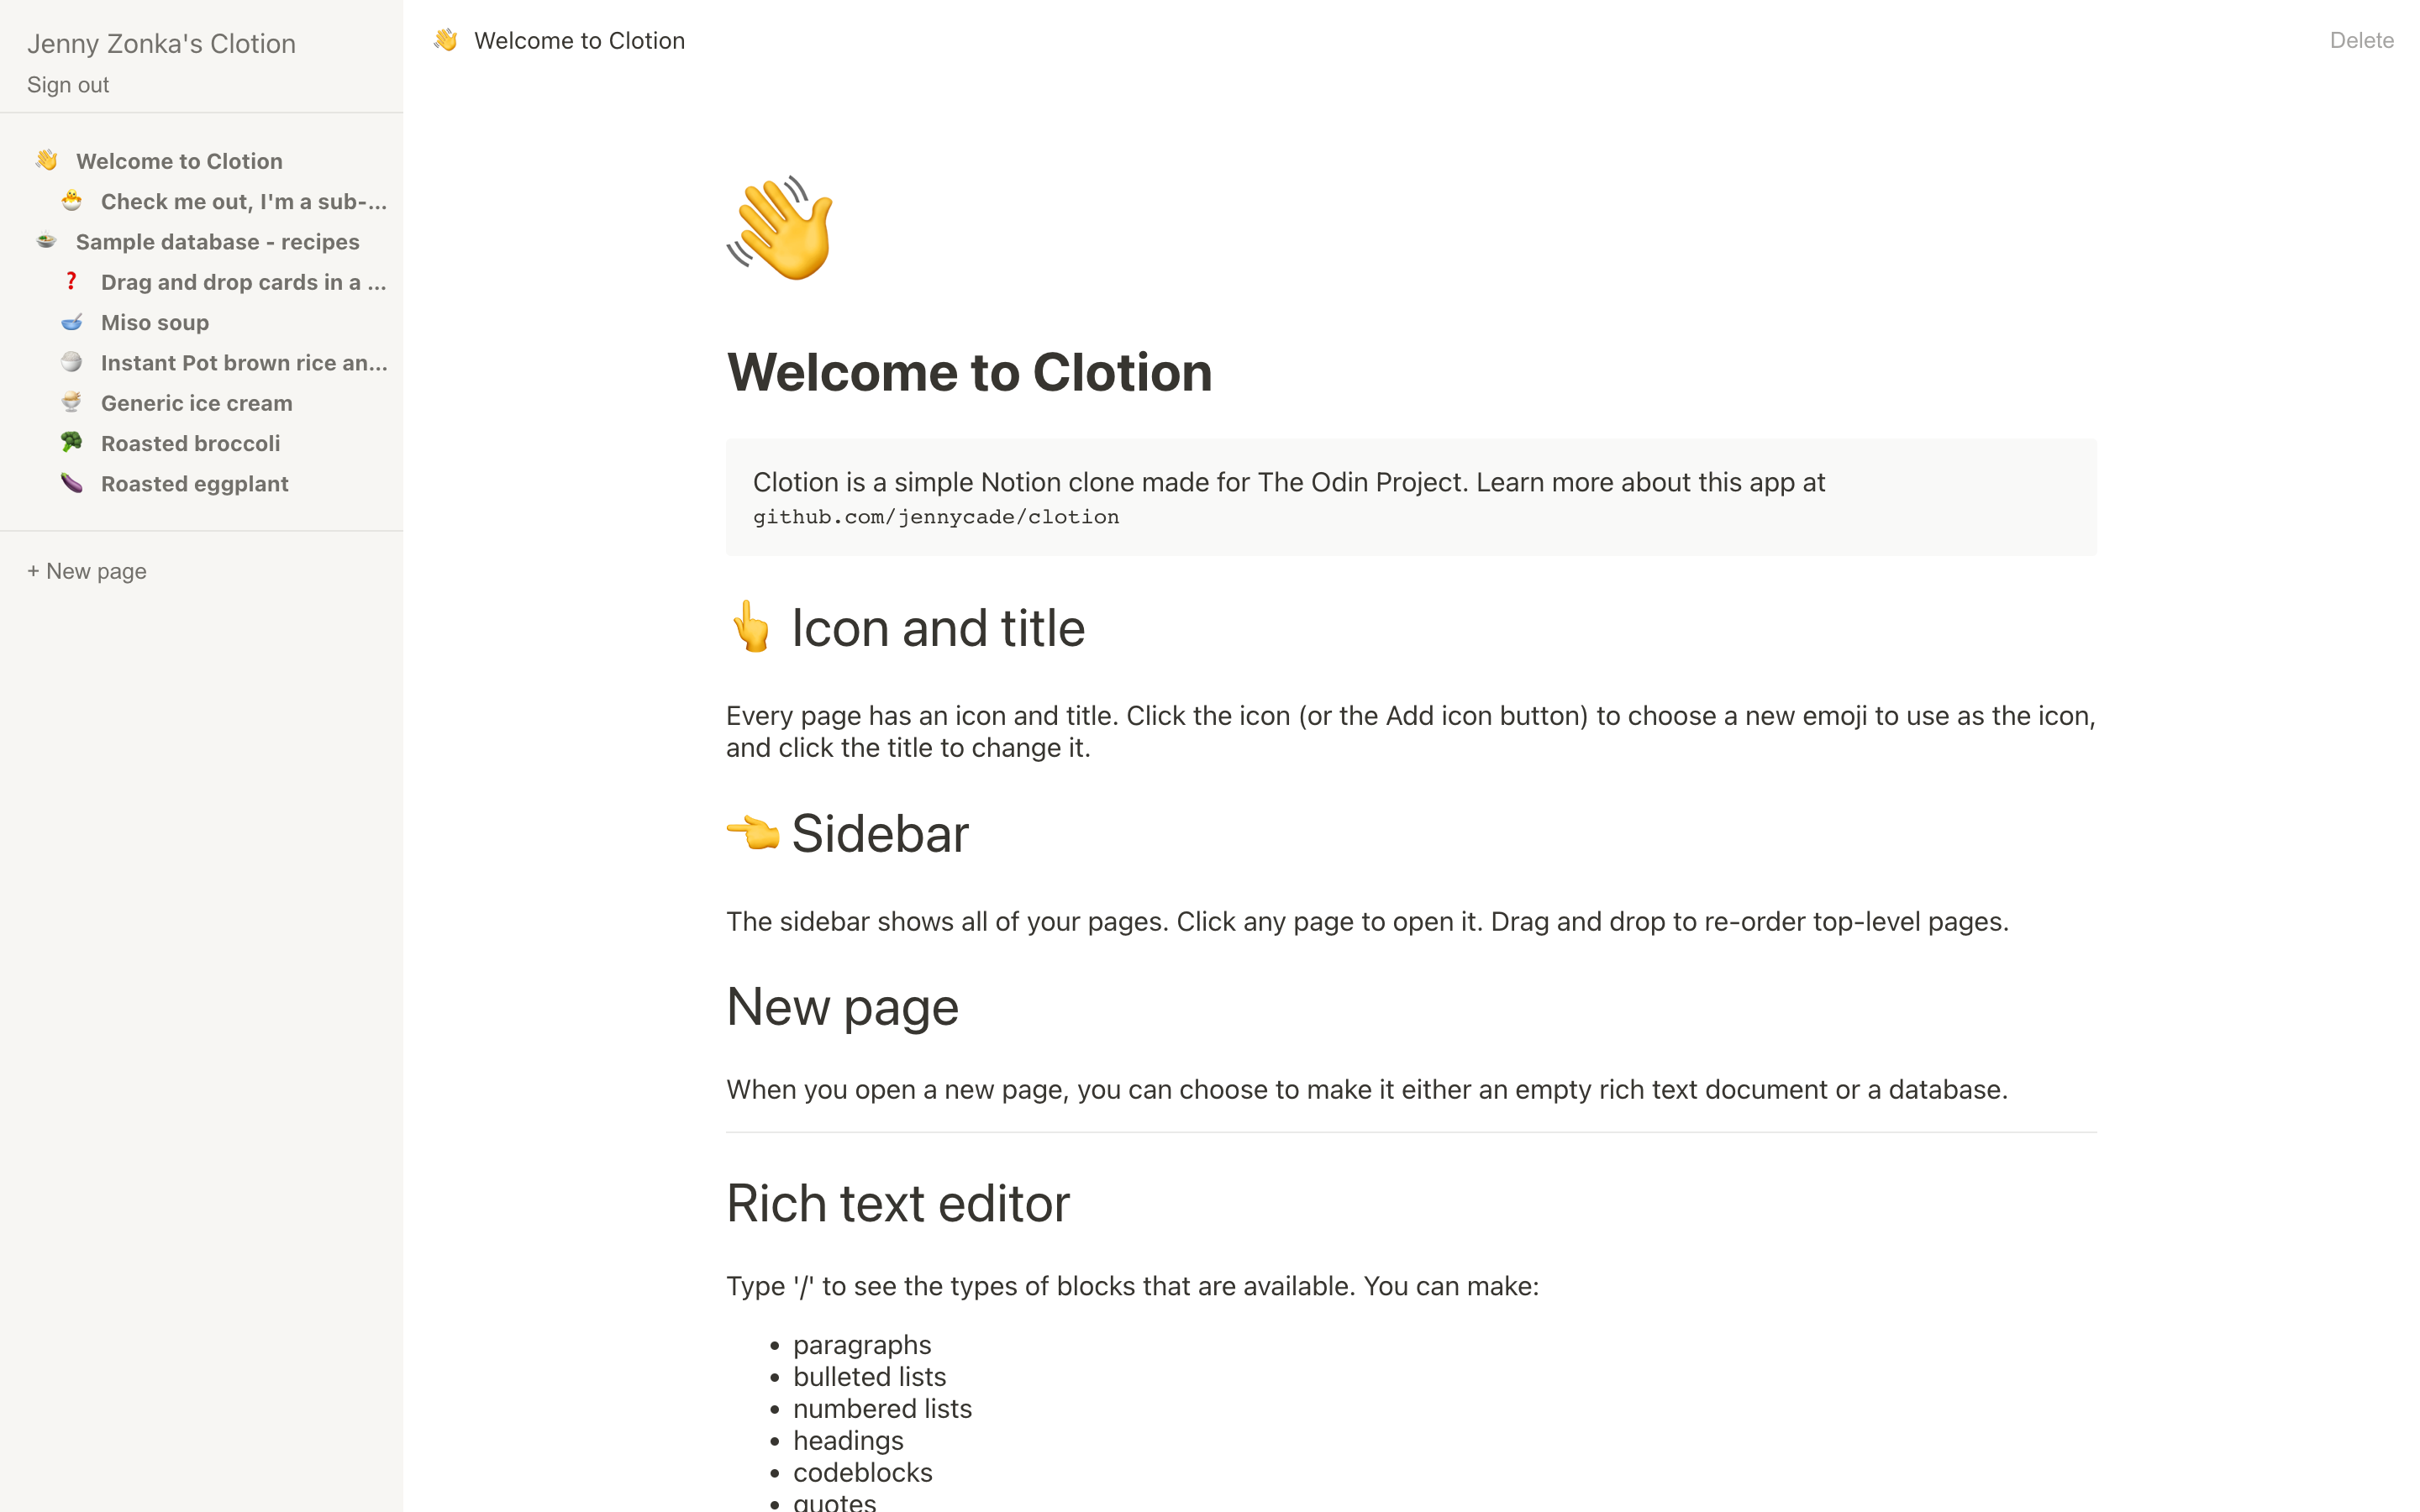 Jenny Zonka's Clotion
Sign out
Welcome to Clotion
Check me out, I'm a sub-...
Sample database - recipes
Drag and drop cards in a ...
Miso soup
Instant Pot brown rice an...
Generic ice cream
Roasted broccoli
Roasted eggplant
+ New page
Welcome to Clotion
Delete
Welcome to Clotion
Clotion is a simple Notion clone made for The Odin Project. Learn more about this app at
github.com/jennycade/clotion
Icon and title
Every page has an icon and title. Click the icon (or the Add icon button) to choose a new emoji to use as the icon,
and click the title to change it.
Sidebar
The sidebar shows all of your pages. Click any page to open it. Drag and drop to re-order top-level pages.
New page
When you open a new page, you can choose to make it either an empty rich text document or a database.
Rich text editor
Type '/' to see the types of blocks that are available. You can make:
• paragraphs
• bulleted lists
• numbered lists
• headings
• codeblocks
• quotes